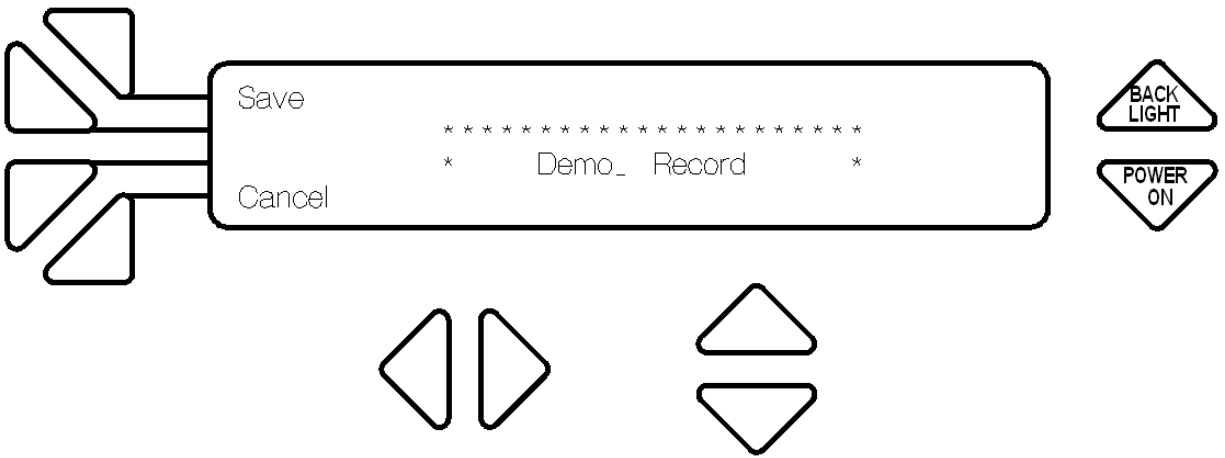 Save
* * * * * * * * * * * * * * * * * * * * * *
* Demo_ Record *
Cancel
BACK
LIGHT
POWER
ON